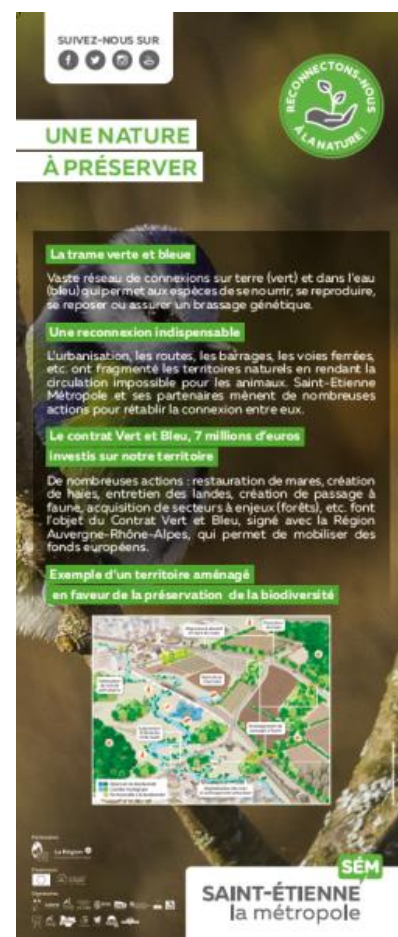 SUIVEZ-NOUS SUR
RECONNECTONS-NOUS
À LA NATURE !
UNE NATURE
À PRÉSERVER
La trame verte et bleue
Vaste réseau de connexions sur terre (vert) et dans l'eau
(bleu) qui permet aux espèces de se nourrir, se reproduire,
se reposer ou assurer un brassage génétique.
Une reconnexion indispensable
L'urbanisation, les routes, les barrages, les voies ferrées,
etc. ont fragmenté les territoires naturels en rendant la
circulation impossible pour les animaux. Saint-Etienne
Métropole et ses partenaires mènent de nombreuses
actions pour rétablir la connexion entre eux.
Le contrat Vert et Bleu, 7 millions d'euros
investis sur notre territoire
De nombreuses actions : restauration de mares, création
de haies, entretien des landes, création de passage à
faune, acquisition de secteurs à enjeux (forêts), etc. font
l'objet du Contrat Vert et Bleu, signé avec la Région
Auvergne-Rhône-Alpes, qui permet de mobiliser des
fonds européens.
Exemple d'un territoire aménagé
en faveur de la préservation de la biodiversité
La Région
SÉM
SAINT-ÉTIENNE
la métropole